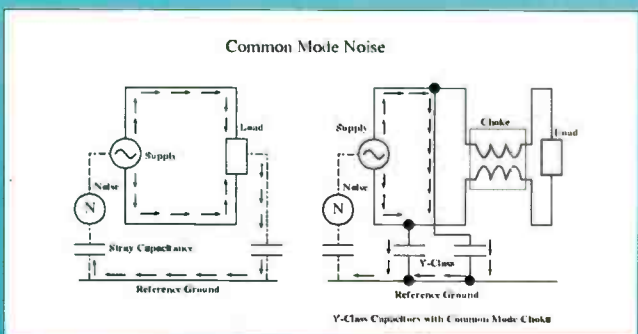 Common Mode Noise
Load
Supply
Noise
N
Stray Capacitance
Reference Ground
Supply
Choke
Load
Noise
N
Y-Class
Reference Ground
Y-Class Capacitors with Common Mode Choke